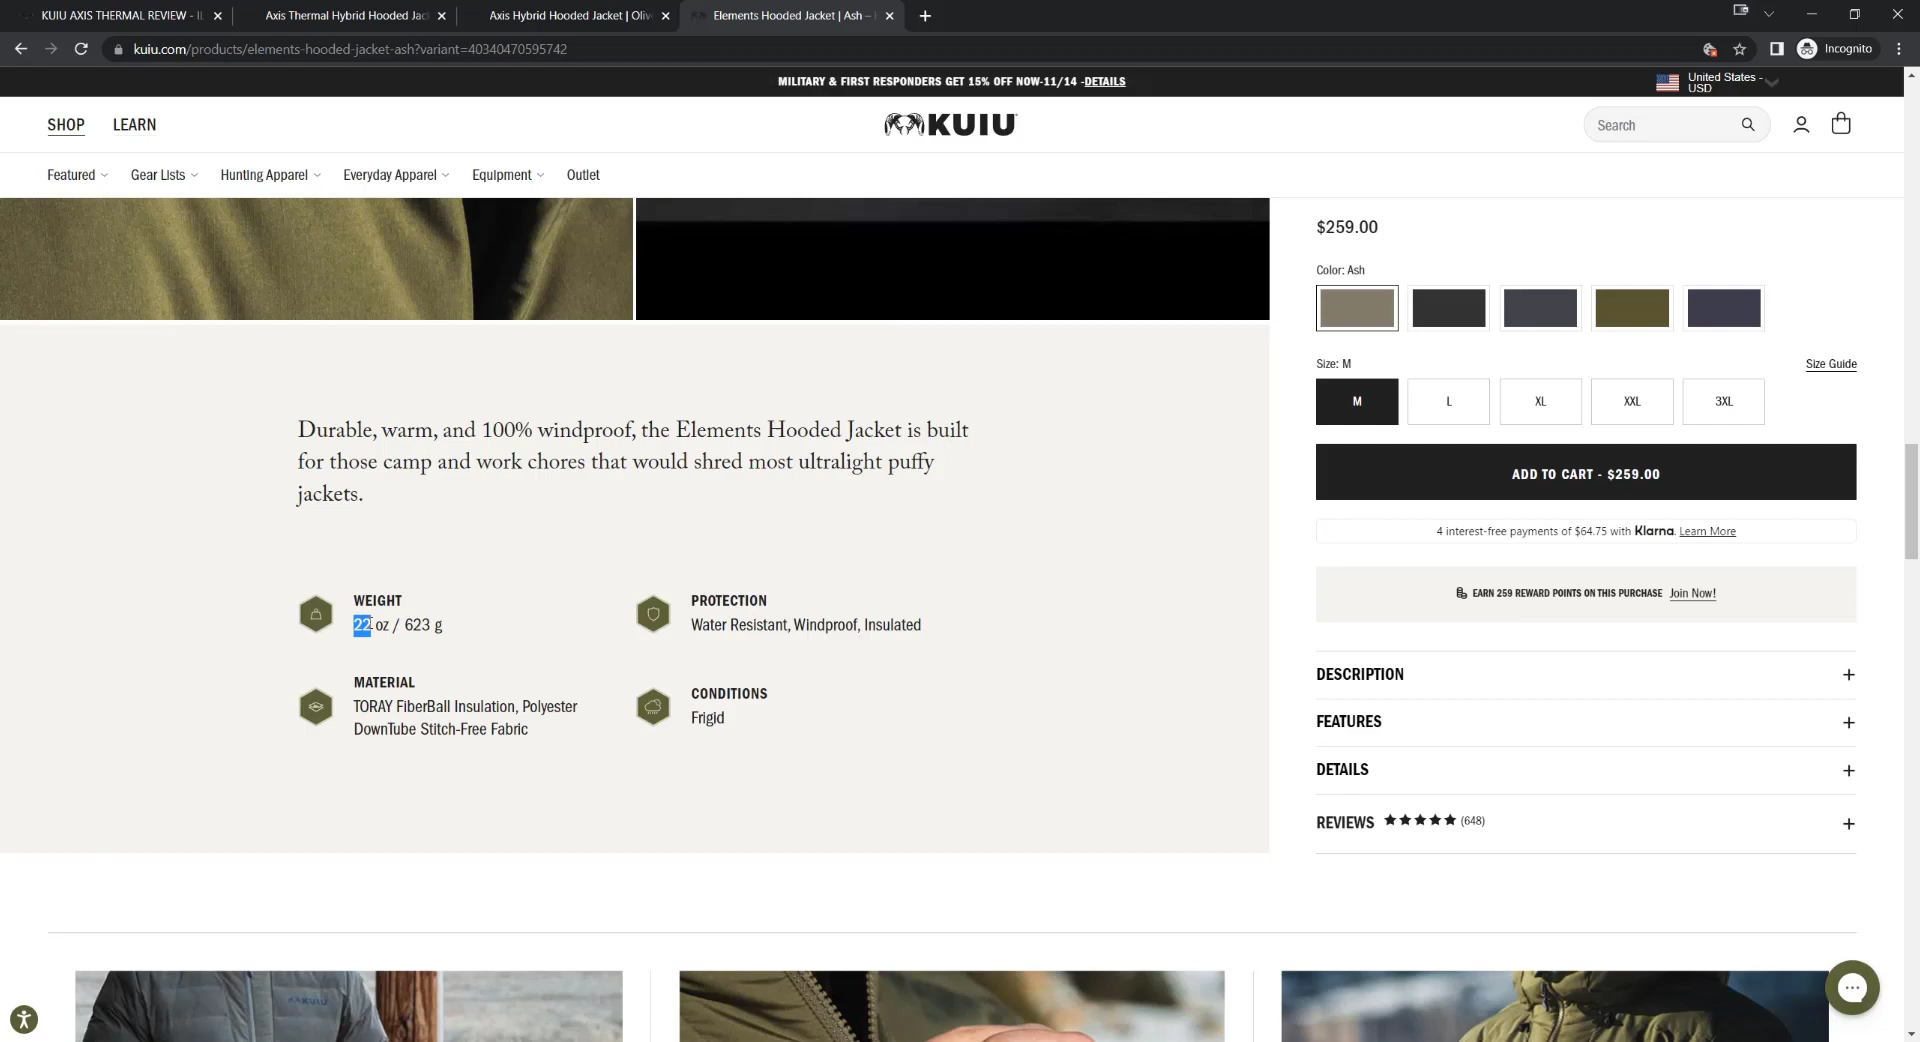 KUIU AXIS THERMAL REVIEW -
Axis Thermal Hybrid Hooded Jac
Axis Hybrid Hooded Jacket | Oliv
Elements Hooded Jacket | Ash –
kuiu.com/products/elements-hooded-jacket-ash?variant=40340470595742
Incognito
MILITARY & FIRST RESPONDERS GET 15% OFF NOW-11/14 -DETAILS
United States -
USD
SHOP
LEARN
KUIU
Search
Featured
Gear Lists
Hunting Apparel
Everyday Apparel
Equipment
Outlet
$259.00
Color: Ash
Size: M
Size Guide
M
L
XL
XXL
3XL
ADD TO CART - $259.00
4 interest-free payments of $64.75 with Klarna. Learn More
EARN 259 REWARD POINTS ON THIS PURCHASE Join Now!
DESCRIPTION
FEATURES
DETAILS
REVIEWS (648)
Durable, warm, and 100% windproof, the Elements Hooded Jacket is built
for those camp and work chores that would shred most ultralight puffy
jackets.
WEIGHT
22 oz / 623 g
PROTECTION
Water Resistant, Windproof, Insulated
MATERIAL
TORAY FiberBall Insulation, Polyester
DownTube Stitch-Free Fabric
CONDITIONS
Frigid
KUIU